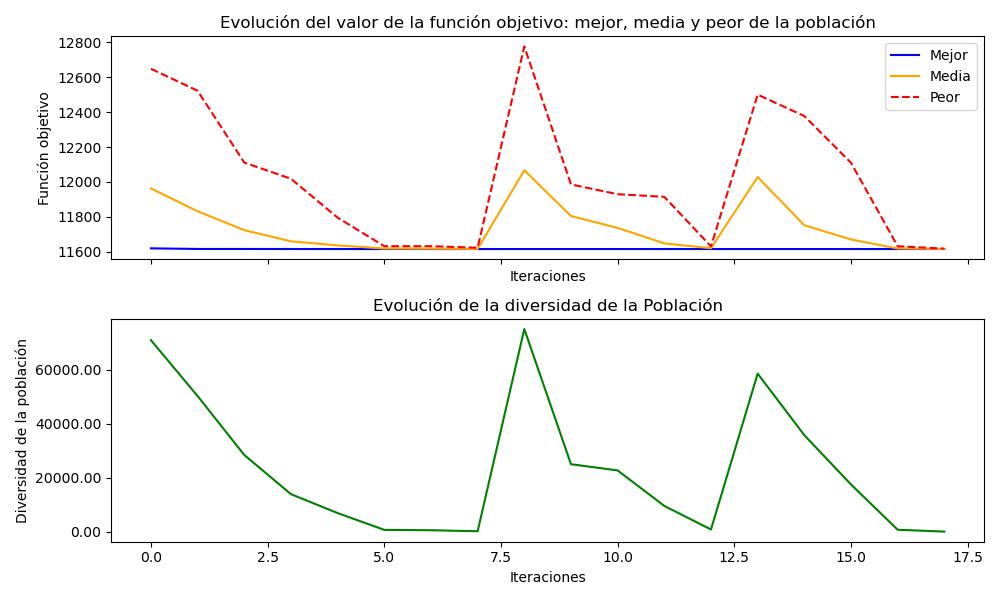 Evolución del valor de la función objetivo: mejor, media y peor de la población
12800
12600
12400
12200
12000
11800
11600
Función objetivo
Mejor
Media
Peor
Iteraciones
Evolución de la diversidad de la Población
60000.00
40000.00
20000.00
0.00
Diversidad de la población
0.0 2.5 5.0 7.5 10.0 12.5 15.0 17.5
Iteraciones